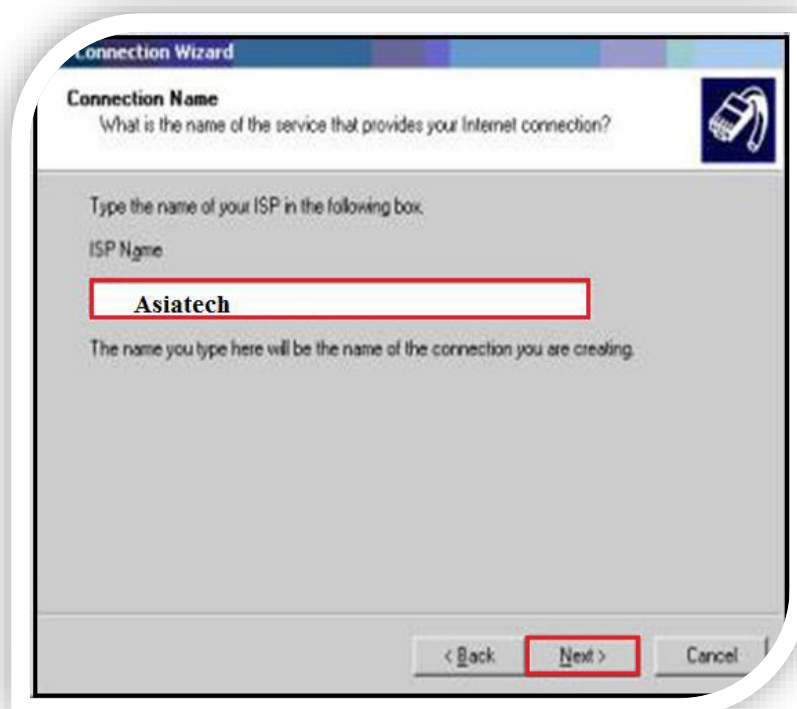 Connection Wizard
Connection Name
What is the name of the service that provides your Internet connection?
Type the name of your ISP in the following box.
ISP Name
Asiatech
The name you type here will be the name of the connection you are creating.
< Back Next > Cancel